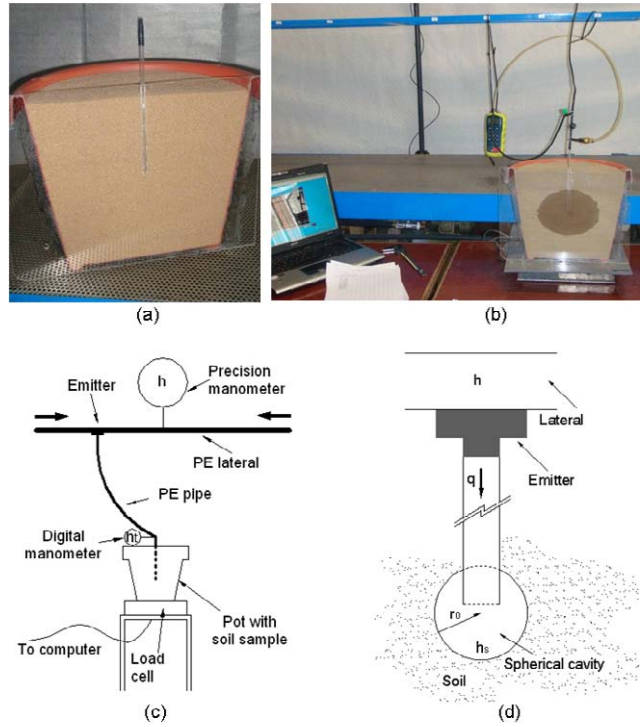 (a)
(b)
h
Emitter
Precision
manometer
PE lateral
PE pipe
Digital
manometer
ht
Pot with
soil sample
To computer
Load
cell
(c)
h
Lateral
Emitter
q
r₀
hs
Spherical cavity
Soil
(d)